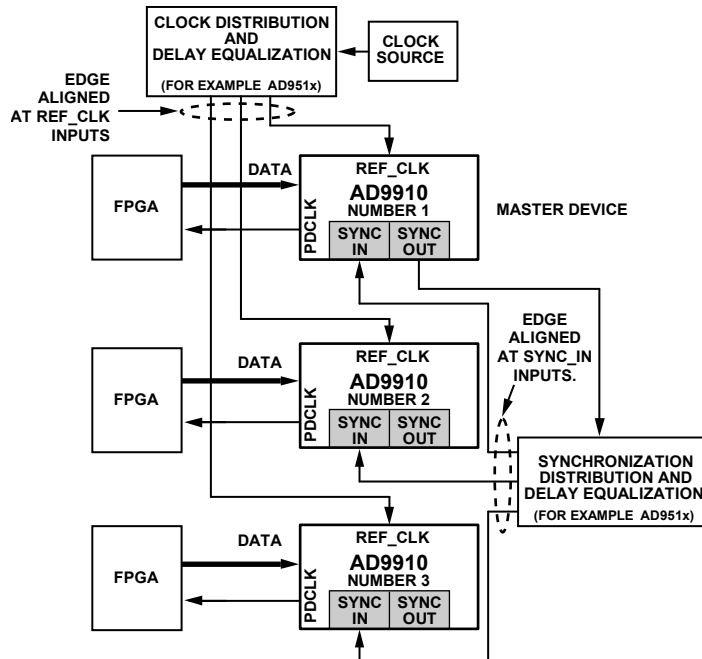 CLOCK DISTRIBUTION
AND
DELAY EQUALIZATION
(FOR EXAMPLE AD951x)
CLOCK
SOURCE
EDGE
ALIGNED
AT REF_CLK
INPUTS
FPGA
DATA
PDCLK
REF_CLK
AD9910
NUMBER 1
SYNC
IN
SYNC
OUT
MASTER DEVICE
EDGE
ALIGNED
AT SYNC_IN
INPUTS.
FPGA
DATA
PDCLK
REF_CLK
AD9910
NUMBER 2
SYNC
IN
SYNC
OUT
SYNCHRONIZATION
DISTRIBUTION AND
DELAY EQUALIZATION
(FOR EXAMPLE AD951x)
FPGA
DATA
PDCLK
REF_CLK
AD9910
NUMBER 3
SYNC
IN
SYNC
OUT